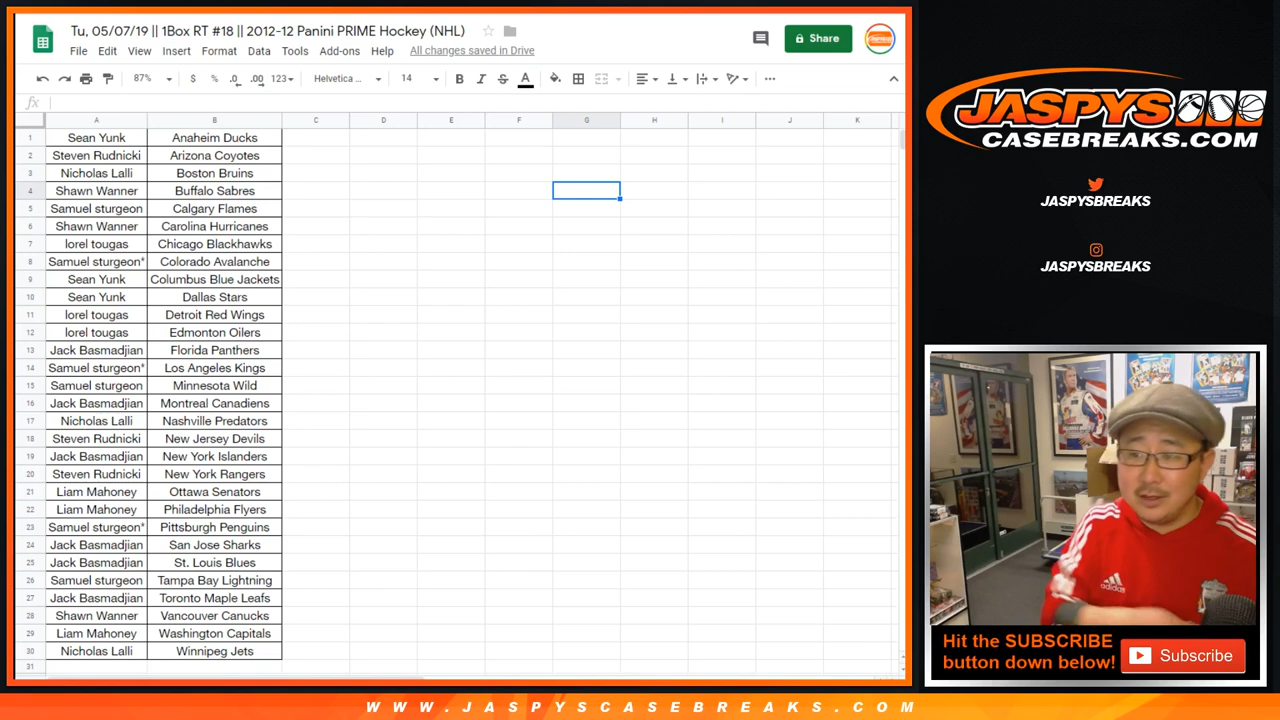 Tu, 05/07/19 || 1Box RT #18 || 2012-12 Panini PRIME Hockey (NHL)
File Edit View Insert Format Data Tools Add-ons Help All changes saved in Drive
Share
87% $ % .0 .00 123 Helvetica ... 14 B I S A
fx
A B C D E F G H I J K
1 Sean Yunk Anaheim Ducks
2 Steven Rudnicki Arizona Coyotes
3 Nicholas Lalli Boston Bruins
4 Shawn Wanner Buffalo Sabres
5 Samuel sturgeon Calgary Flames
6 Shawn Wanner Carolina Hurricanes
7 lorel tougas Chicago Blackhawks
8 Samuel sturgeon* Colorado Avalanche
9 Sean Yunk Columbus Blue Jackets
10 Sean Yunk Dallas Stars
11 lorel tougas Detroit Red Wings
12 lorel tougas Edmonton Oilers
13 Jack Basmadjian Florida Panthers
14 Samuel sturgeon* Los Angeles Kings
15 Samuel sturgeon Minnesota Wild
16 Jack Basmadjian Montreal Canadiens
17 Nicholas Lalli Nashville Predators
18 Steven Rudnicki New Jersey Devils
19 Jack Basmadjian New York Islanders
20 Steven Rudnicki New York Rangers
21 Liam Mahoney Ottawa Senators
22 Liam Mahoney Philadelphia Flyers
23 Samuel sturgeon* Pittsburgh Penguins
24 Jack Basmadjian San Jose Sharks
25 Jack Basmadjian St. Louis Blues
26 Samuel sturgeon Tampa Bay Lightning
27 Jack Basmadjian Toronto Maple Leafs
28 Shawn Wanner Vancouver Canucks
29 Liam Mahoney Washington Capitals
30 Nicholas Lalli Winnipeg Jets
31
JASPYS
CASEBREAKS.COM
JASPYSBREAKS
JASPYSBREAKS
adidas
Hit the SUBSCRIBE
button down below!
Subscribe
WWW.JASPYSCASEBREAKS.COM